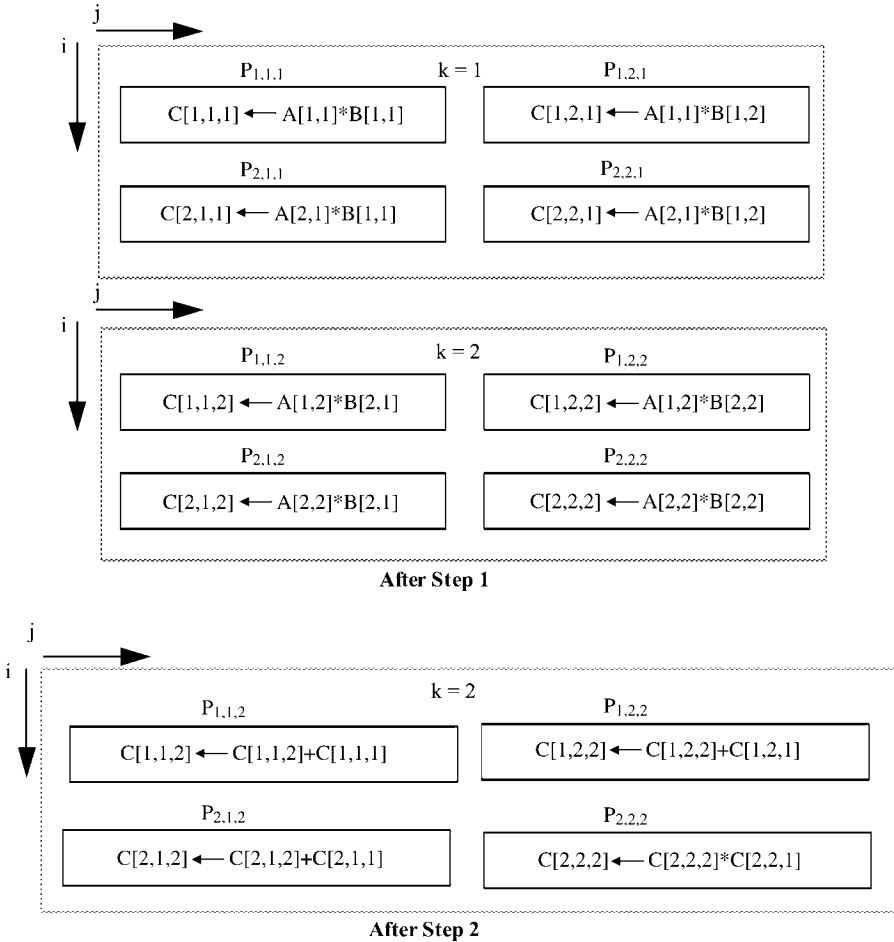 j
i
P1,1,1 k = 1 P1,2,1
C[1,1,1] ← A[1,1]*B[1,1] C[1,2,1] ← A[1,1]*B[1,2]
P2,1,1 P2,2,1
C[2,1,1] ← A[2,1]*B[1,1] C[2,2,1] ← A[2,1]*B[1,2]
j
i
P1,1,2 k = 2 P1,2,2
C[1,1,2] ← A[1,2]*B[2,1] C[1,2,2] ← A[1,2]*B[2,2]
P2,1,2 P2,2,2
C[2,1,2] ← A[2,2]*B[2,1] C[2,2,2] ← A[2,2]*B[2,2]
After Step 1
j
i
P1,1,2 k = 2 P1,2,2
C[1,1,2] ← C[1,1,2]+C[1,1,1] C[1,2,2] ← C[1,2,2]+C[1,2,1]
P2,1,2 P2,2,2
C[2,1,2] ← C[2,1,2]+C[2,1,1] C[2,2,2] ← C[2,2,2]*C[2,2,1]
After Step 2